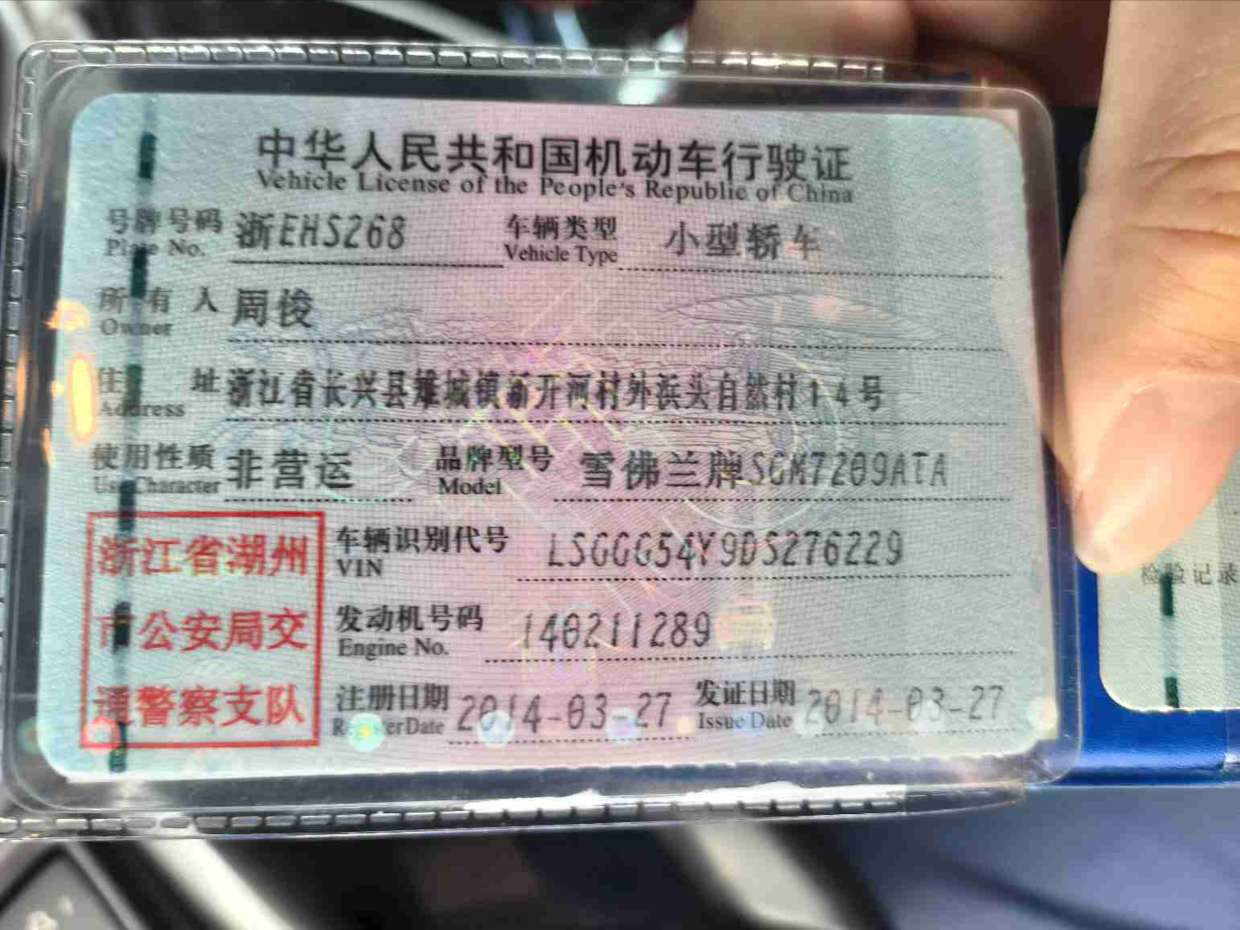 中华人民共和国机动车行驶证
Vehicle License of the People's Republic of China
号牌号码 浙EHS268 车辆类型 小型轿车
Plate No. Vehicle Type
所有人 周俊
Owner
住址 浙江省长兴县雉城镇新开河村外浜头自然村14号
Address
使用性质 非营运 品牌型号 雪佛兰牌SGM7209ATA
Use Character Model
浙江省湖州
市公安局交
通警察支队
车辆识别代号 LSGGG54Y9DS276229
VIN
发动机号码 140211289
Engine No.
注册日期 2014-03-27 发证日期 2014-03-27
Register Date Issue Date
检验记录